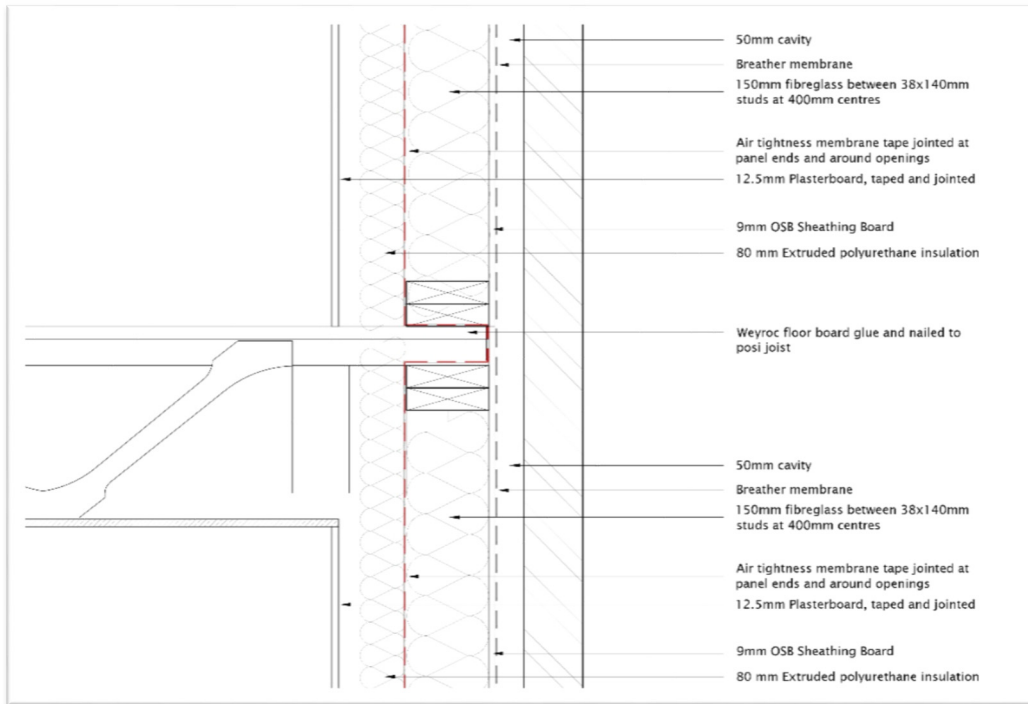 50mm cavity
Breather membrane
150mm fibreglass between 38x140mm
studs at 400mm centres
Air tightness membrane tape jointed at
panel ends and around openings
12.5mm Plasterboard, taped and jointed
9mm OSB Sheathing Board
80 mm Extruded polyurethane insulation
Weyroc floor board glue and nailed to
posi joist
50mm cavity
Breather membrane
150mm fibreglass between 38x140mm
studs at 400mm centres
Air tightness membrane tape jointed at
panel ends and around openings
12.5mm Plasterboard, taped and jointed
9mm OSB Sheathing Board
80 mm Extruded polyurethane insulation